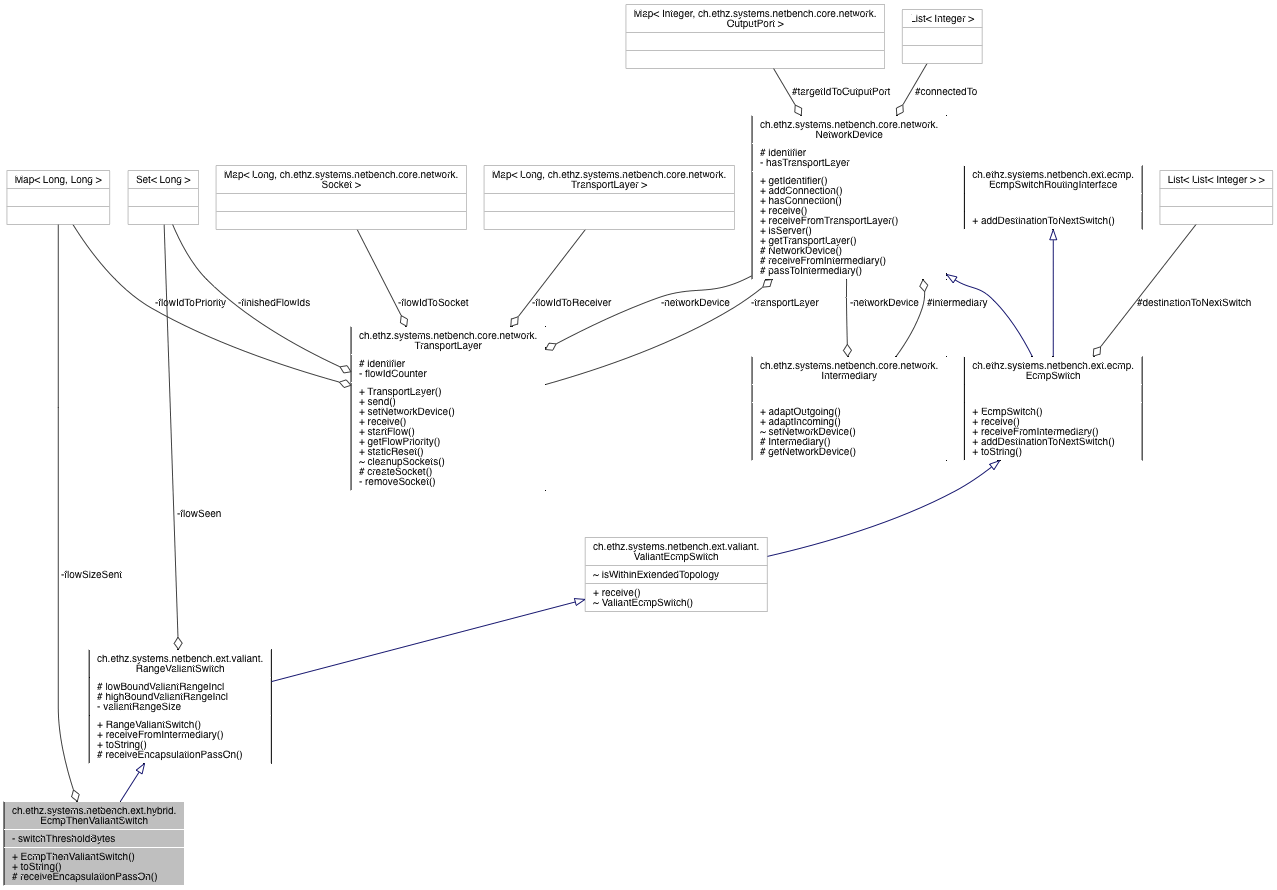 Map< Integer, ch.ethz.systems.netbench.core.network.
OutputPort >
List< Integer >
#targetIdToOutputPort
#connectedTo
ch.ethz.systems.netbench.core.network.
NetworkDevice
# identifier
- hasTransportLayer
+ getIdentifier()
+ addConnection()
+ hasConnection()
+ receive()
+ receiveFromTransportLayer()
+ isServer()
+ getTransportLayer()
# NetworkDevice()
# receiveFromIntermediary()
# passToIntermediary()
Map< Long, Long >
Set< Long >
Map< Long, ch.ethz.systems.netbench.core.network.
Socket >
Map< Long, ch.ethz.systems.netbench.core.network.
TransportLayer >
ch.ethz.systems.netbench.ext.ecmp.
EcmpSwitchRoutingInterface
+ addDestinationToNextSwitch()
List< List< Integer > >
-flowIdToPriority
-finishedFlowIds
-flowIdToSocket
-flowIdToReceiver
-networkDevice
-transportLayer
-networkDevice
#intermediary
#destinationToNextSwitch
ch.ethz.systems.netbench.core.network.
TransportLayer
# identifier
- flowIdCounter
+ TransportLayer()
+ send()
+ setNetworkDevice()
+ receive()
+ startFlow()
+ getFlowPriority()
+ staticReset()
~ cleanupSockets()
# createSocket()
- removeSocket()
ch.ethz.systems.netbench.core.network.
Intermediary
+ adaptOutgoing()
+ adaptIncoming()
~ setNetworkDevice()
# Intermediary()
# getNetworkDevice()
ch.ethz.systems.netbench.ext.ecmp.
EcmpSwitch
+ EcmpSwitch()
+ receive()
+ receiveFromIntermediary()
+ addDestinationToNextSwitch()
+ toString()
-flowSeen
-flowSizeSent
ch.ethz.systems.netbench.ext.valiant.
ValiantEcmpSwitch
~ isWithinExtendedTopology
+ receive()
~ ValiantEcmpSwitch()
ch.ethz.systems.netbench.ext.valiant.
RangeValiantSwitch
# lowBoundValiantRangeIncl
# highBoundValiantRangeIncl
- valiantRangeSize
+ RangeValiantSwitch()
+ receiveFromIntermediary()
+ toString()
# receiveEncapsulationPassOn()
ch.ethz.systems.netbench.ext.hybrid.
EcmpThenValiantSwitch
- switchThresholdBytes
+ EcmpThenValiantSwitch()
+ toString()
# receiveEncapsulationPassOn()